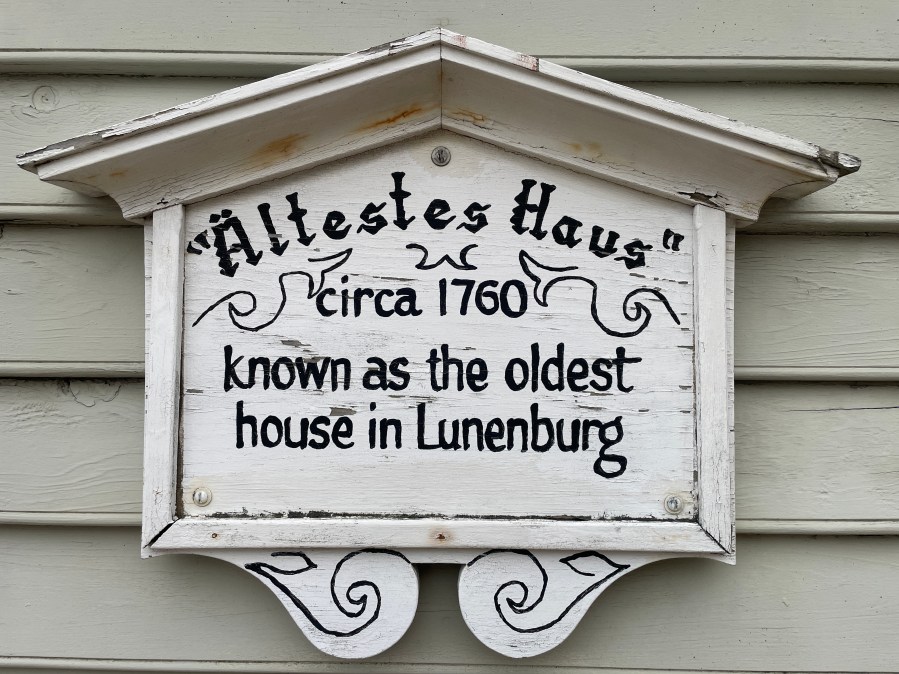 "Ältestes Haus"
circa 1760
known as the oldest
house in Lunenburg